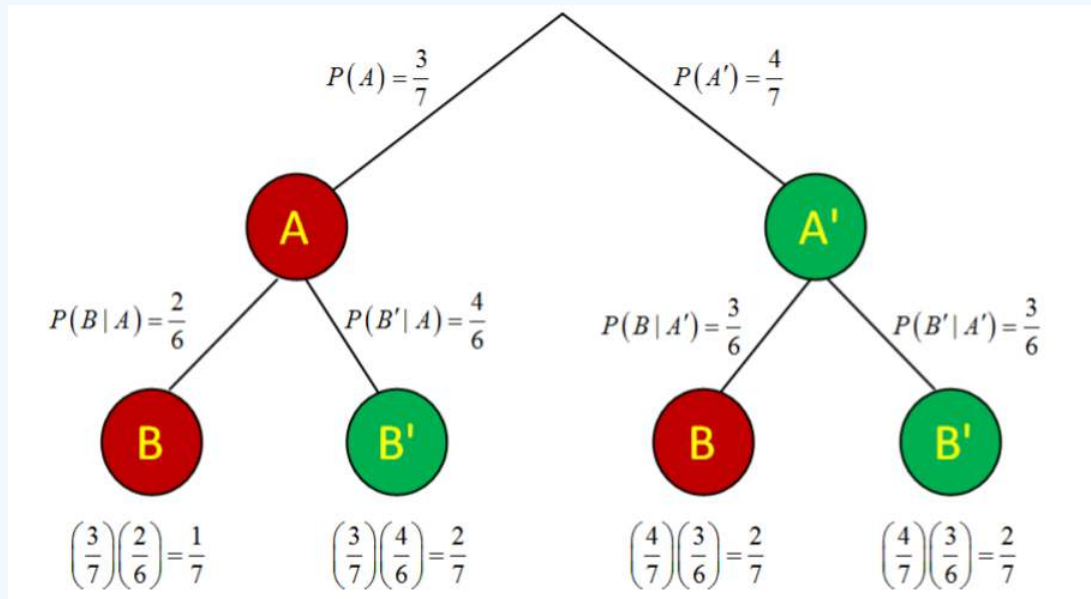 P(A) = 3/7 P(A′) = 4/7
A A'
P(B | A) = 2/6 P(B′ | A) = 4/6 P(B | A′) = 3/6 P(B′ | A′) = 3/6
B B' B B'
(3/7)(2/6) = 1/7 (3/7)(4/6) = 2/7 (4/7)(3/6) = 2/7 (4/7)(3/6) = 2/7